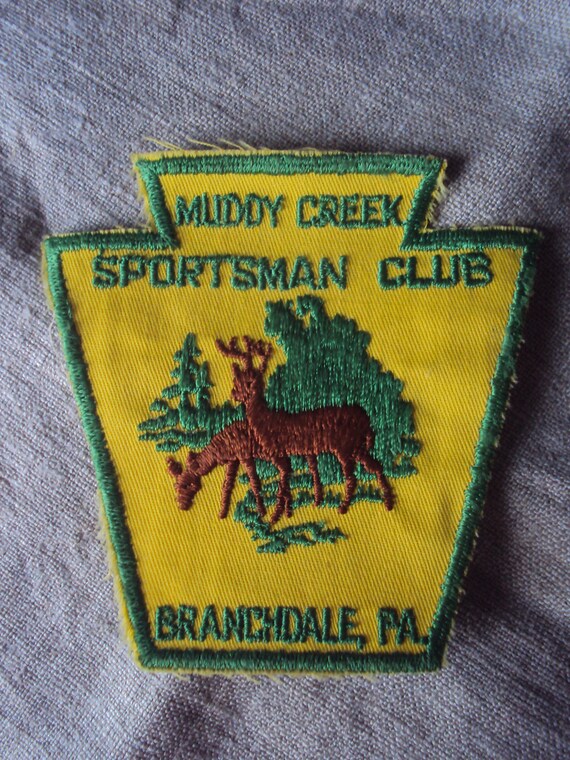 MUDDY CREEK
SPORTSMAN CLUB
BRANCHDALE, PA.